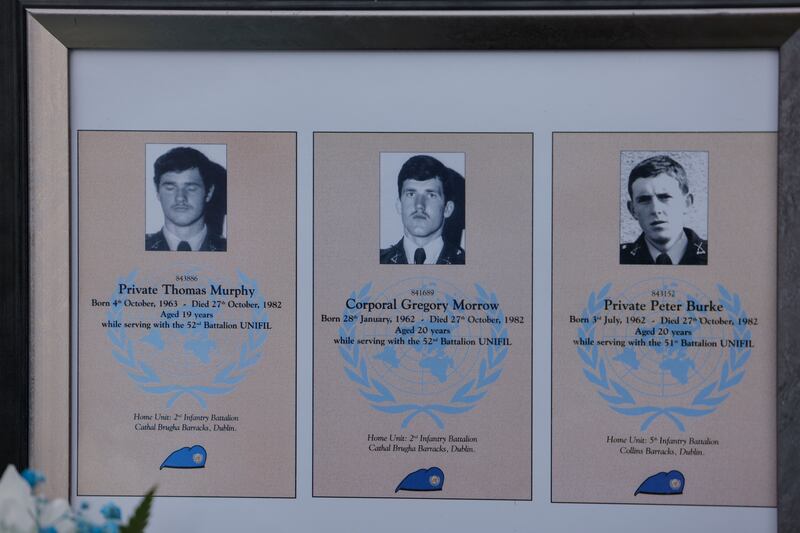 843886
Private Thomas Murphy
Born 4th October, 1963 - Died 27th October, 1982
Aged 19 years
while serving with the 52nd Battalion UNIFIL
Home Unit: 2nd Infantry Battalion
Cathal Brugha Barracks, Dublin.
841689
Corporal Gregory Morrow
Born 28th January, 1962 - Died 27th October, 1982
Aged 20 years
while serving with the 52nd Battalion UNIFIL
Home Unit: 2nd Infantry Battalion
Cathal Brugha Barracks, Dublin.
843152
Private Peter Burke
Born 3rd July, 1962 - Died 27th October, 1982
Aged 20 years
while serving with the 51st Battalion UNIFIL
Home Unit: 5th Infantry Battalion
Collins Barracks, Dublin.